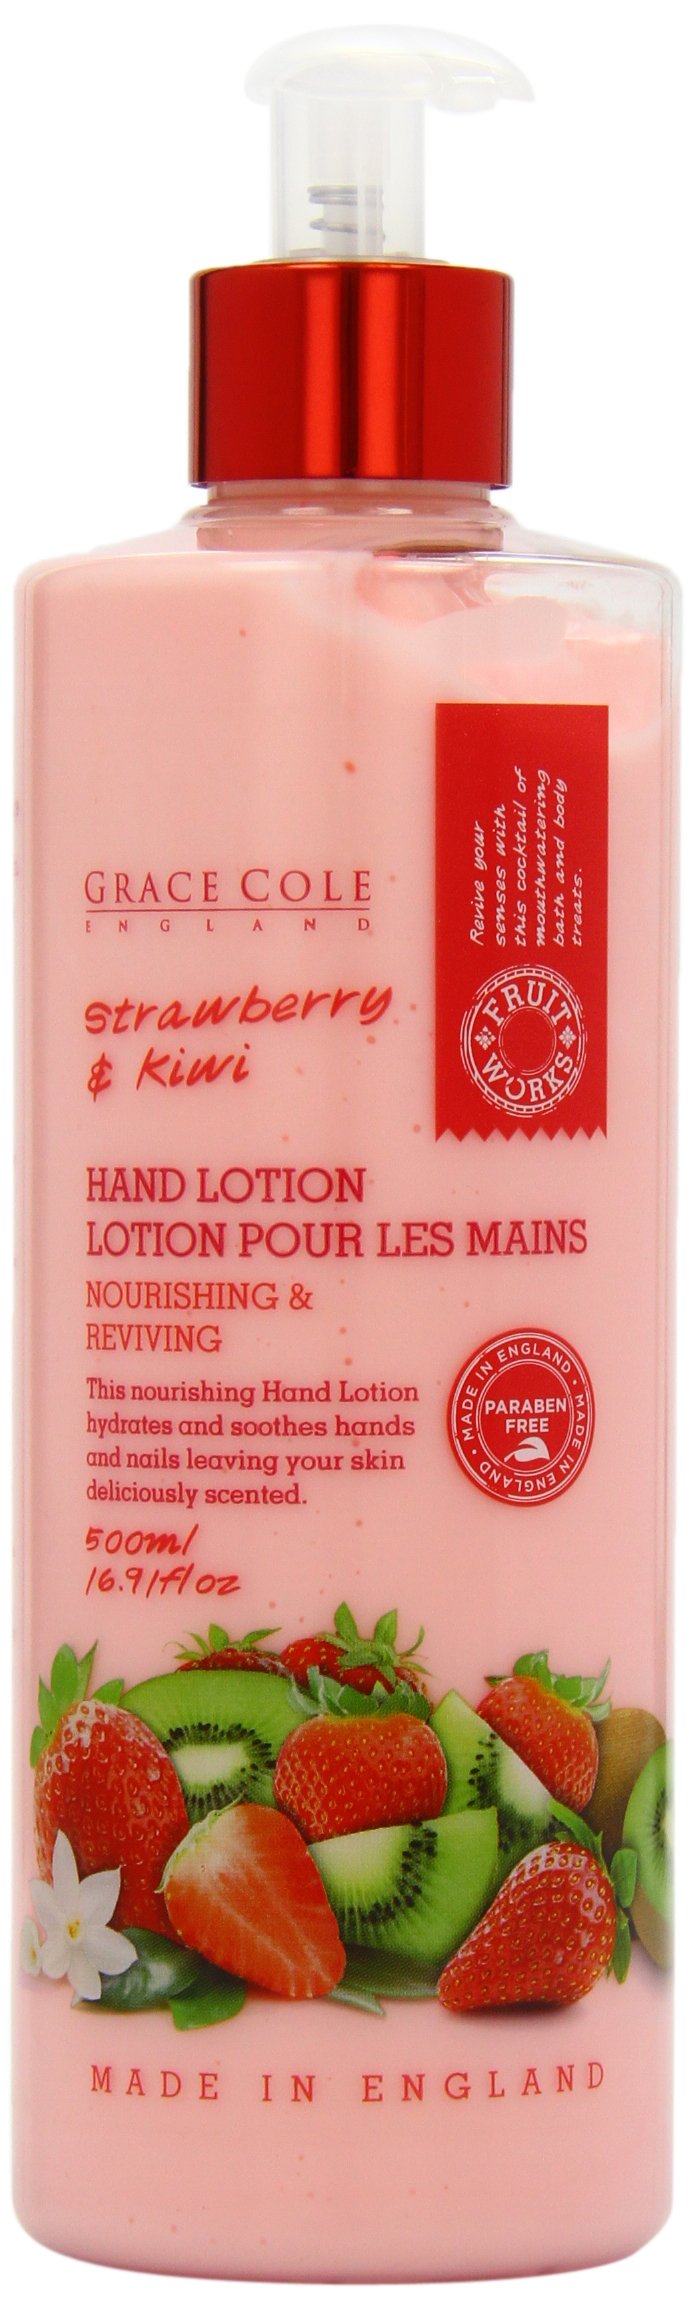 GRACE COLE
ENGLAND
strawberry
& kiwi
Revive your
senses with
this cocktail of
mouthwatering
bath and body
treats.
FRUIT
WORKS
HAND LOTION
LOTION POUR LES MAINS
NOURISHING &
REVIVING
This nourishing Hand Lotion
hydrates and soothes hands
and nails leaving your skin
deliciously scented.
500ml
16.91fl oz
MADE IN ENGLAND • MADE IN ENGLAND •
PARABEN
FREE
MADE IN ENGLAND